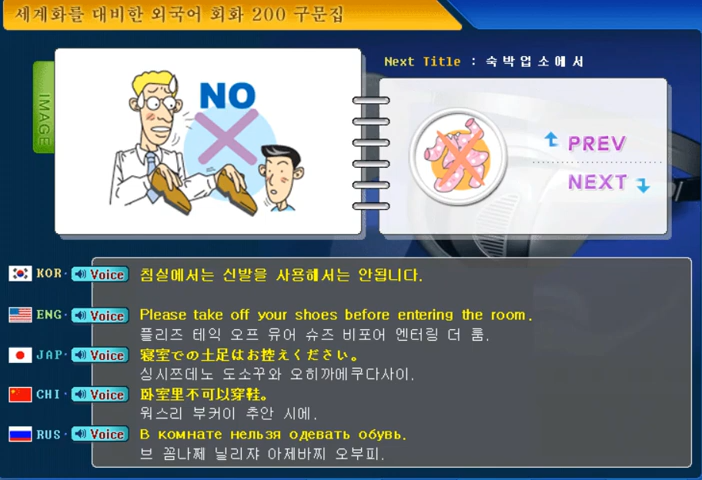 세계화를 대비한 외국어 회화 200 구문집
Next Title : 숙박업소에서
IMAGE
NO
PREV
NEXT
KOR · Voice 침실에서는 신발을 사용해서는 안됩니다.
ENG · Voice Please take off your shoes before entering the room.
플리즈 테잌 오프 유어 슈즈 비포어 엔터링 더 룸.
JAP · Voice 寝室での土足はお控えください。
싱시쯔데노 도소꾸와 오히까에쿠다사이.
CHI · Voice 卧室里不可以穿鞋。
워스리 부커이 추안 시에.
RUS · Voice В комнате нельзя одевать обувь.
브 꼼나쩨 닐리쟈 아제바찌 오부피.